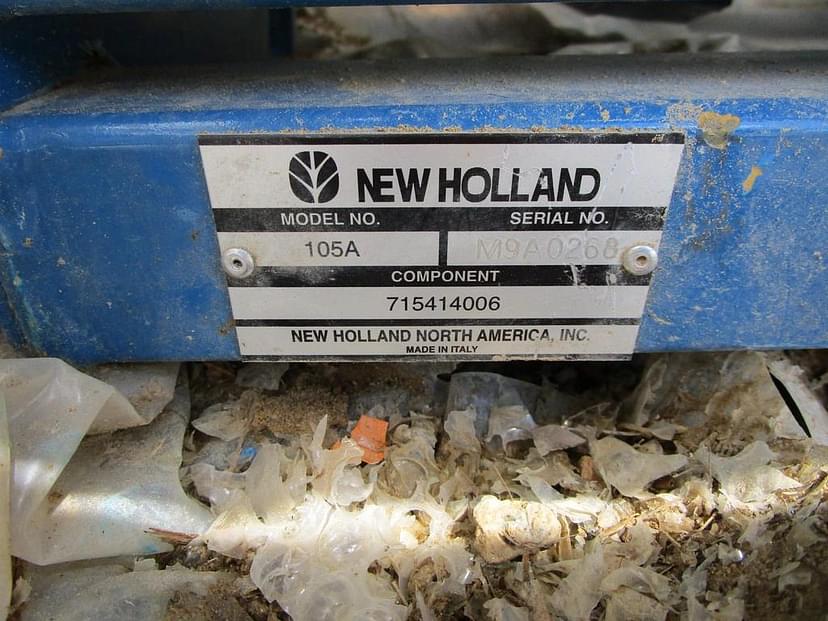 NEW HOLLAND
MODEL NO. SERIAL NO.
105A M9A0268
COMPONENT
715414006
NEW HOLLAND NORTH AMERICA, INC.
MADE IN ITALY